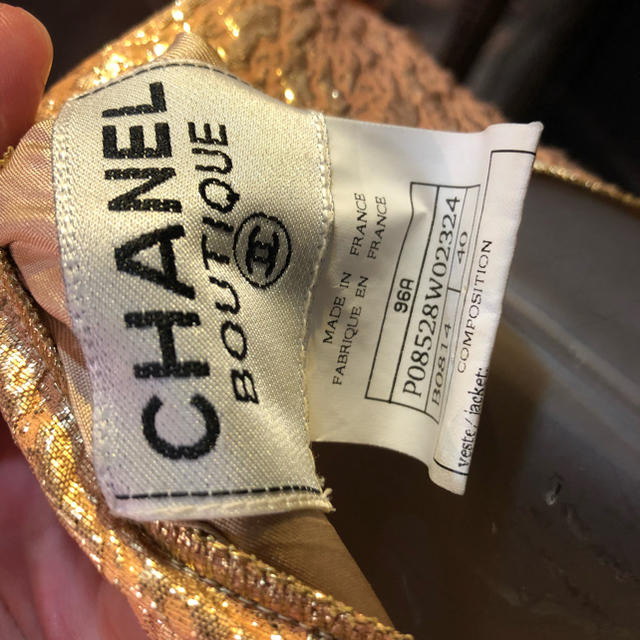 CHANEL
BOUTIQUE
MADE IN FRANCE
FABRIQUE EN FRANCE
96A
P08528W02324
B0814 40
COMPOSITION
veste/jacket: